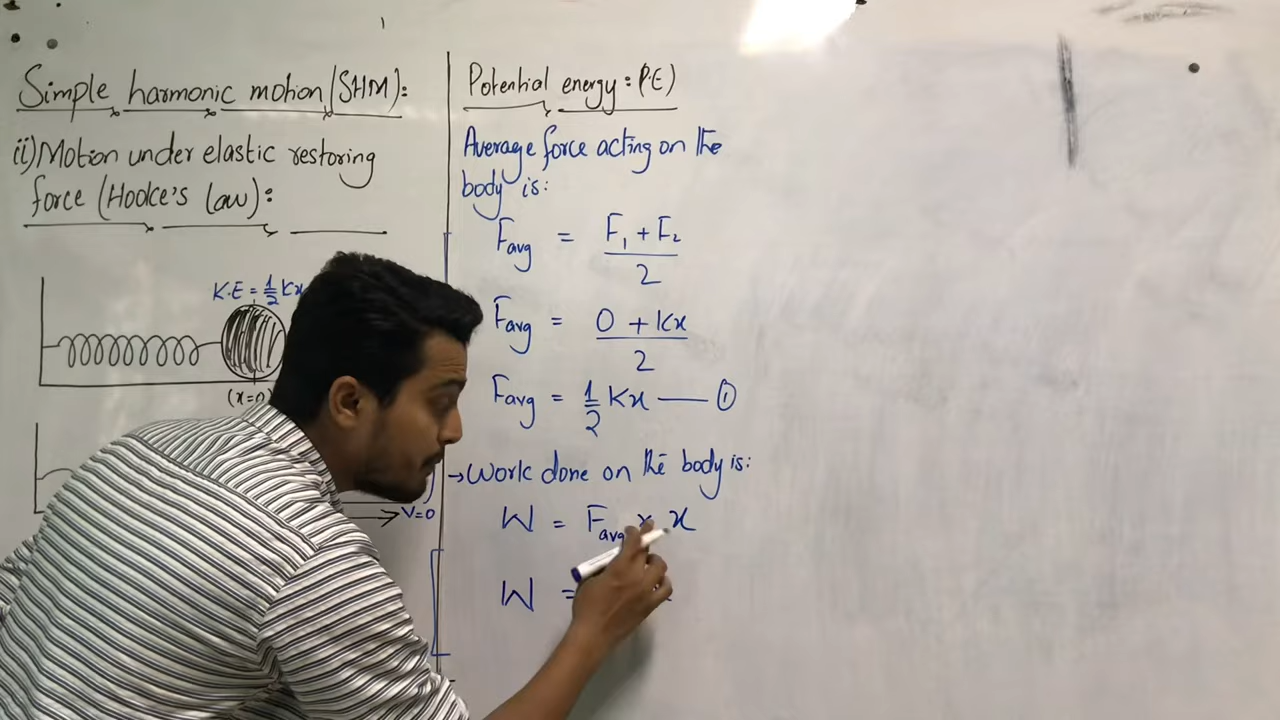 Simple harmonic motion (SHM):
ii) Motion under elastic restoring
force (Hooke's law):
K.E = 1/2 Kx
(x=0)
V=0
Potential energy: P.E)
Average force acting on the
body is:
Favg = F₁ + F₂ / 2
Favg = 0 + Kx / 2
Favg = 1/2 Kx — ①
→ Work done on the body is:
W = Favg × x
W =